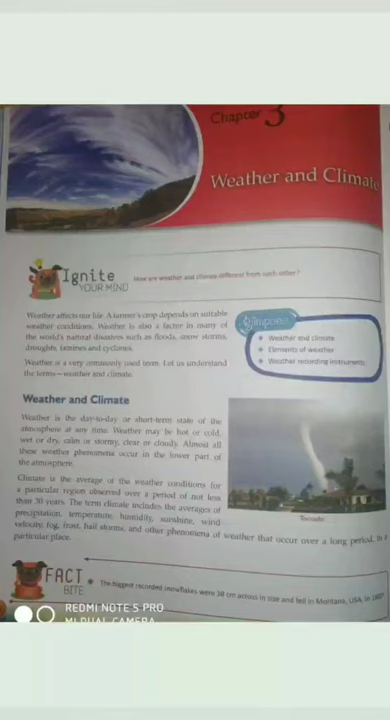 Chapter 3
Weather and Climate
Ignite
YOUR MIND
How are weather and climate different from each other?
Weather affects our life. A farmer's crop depends on suitable
weather conditions. Weather is also a factor in many of
the world's natural disasters such as floods, snow storms,
droughts, famines and cyclones.
Weather is a very commonly used term. Let us understand
the terms—weather and climate.
Glimpses
• Weather and climate
• Elements of weather
• Weather recording instruments
Weather and Climate
Weather is the day-to-day or short-term state of the
atmosphere at any time. Weather may be hot or cold,
wet or dry, calm or stormy, clear or cloudy. Almost all
these weather phenomena occur in the lower part of
the atmosphere.
Climate is the average of the weather conditions for
a particular region observed over a period of not less
than 30 years. The term climate includes the averages of
precipitation, temperature, humidity, sunshine, wind
velocity, fog, frost, hail storms, and other phenomena of weather that occur over a long period, in a
particular place.
Tornado
FACT
BITE
The biggest recorded snowflakes were 38 cm across in size and fell in Montana, USA, in 1887
REDMI NOTE 5 PRO
MI DUAL CAMERA